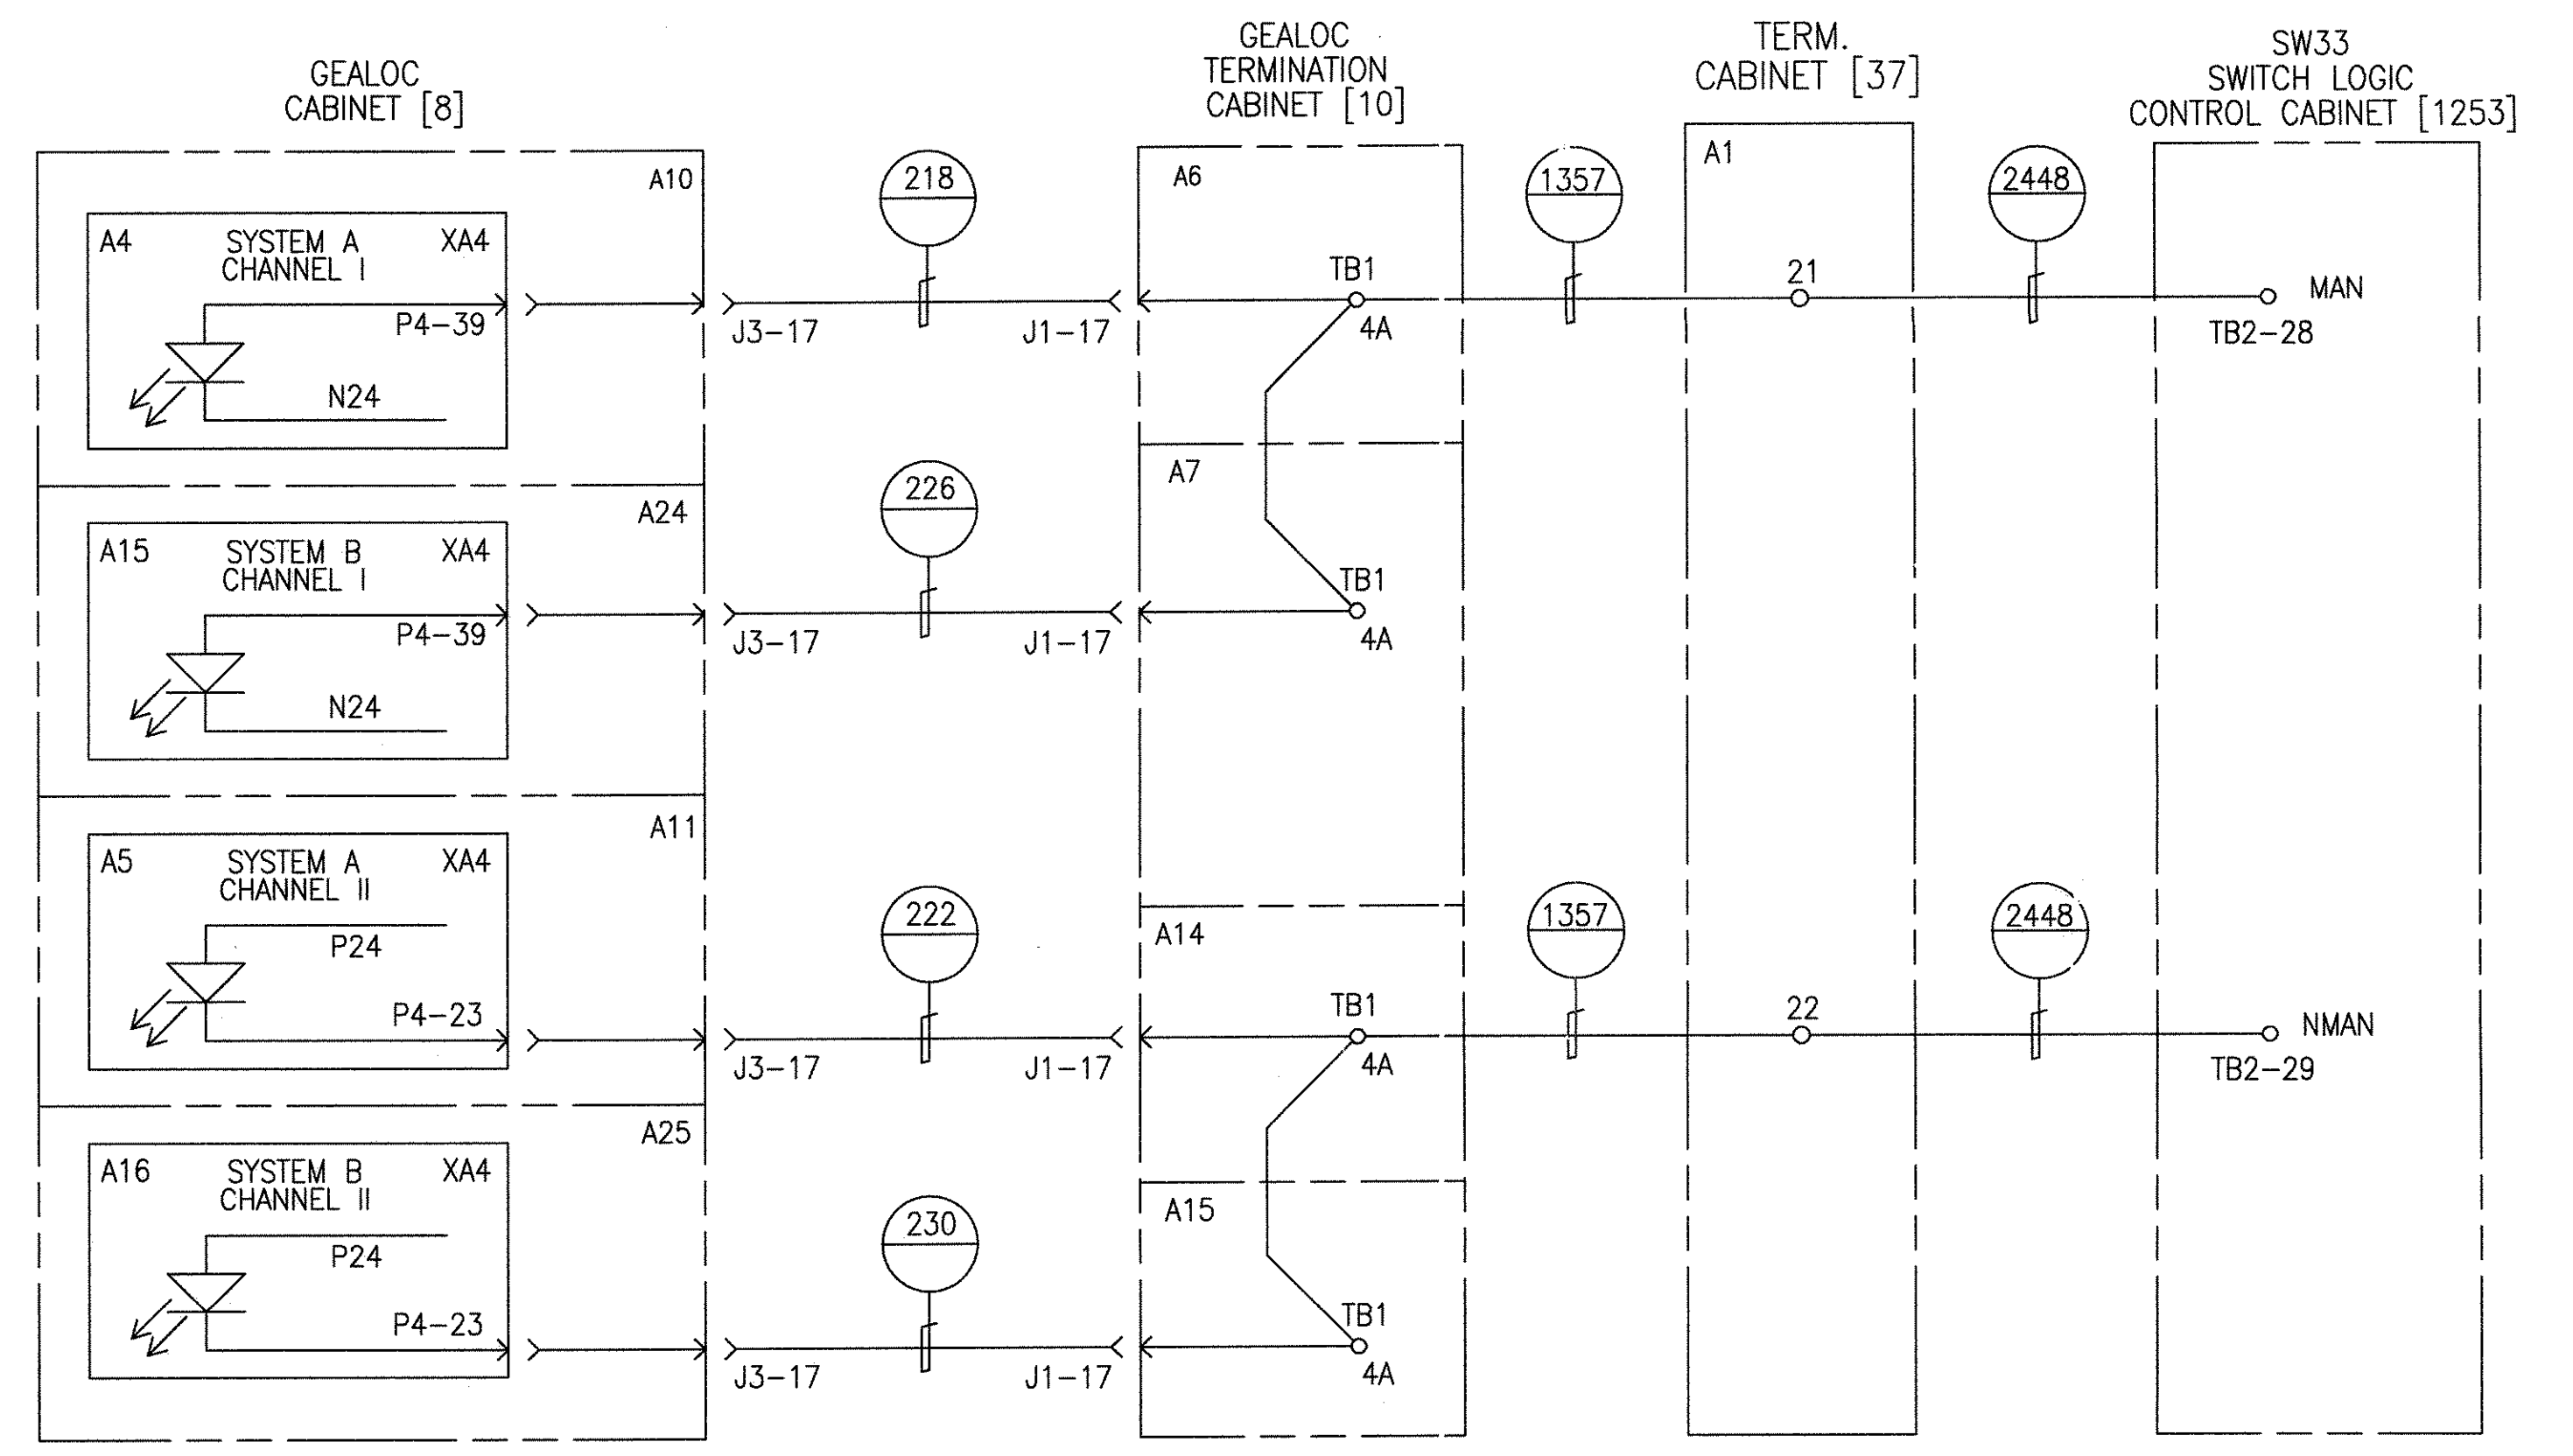 GEALOC
CABINET [8]
GEALOC
TERMINATION
CABINET [10]
TERM.
CABINET [37]
SW33
SWITCH LOGIC
CONTROL CABINET [1253]
A10
A4
SYSTEM A
CHANNEL I
XA4
P4-39
N24
218
J3-17
J1-17
A6
TB1
4A
1357
A1
21
2448
MAN
TB2-28
A24
A15
SYSTEM B
CHANNEL I
XA4
P4-39
N24
226
J3-17
J1-17
A7
TB1
4A
A11
A5
SYSTEM A
CHANNEL II
XA4
P24
P4-23
222
J3-17
J1-17
A14
TB1
4A
1357
22
2448
NMAN
TB2-29
A25
A16
SYSTEM B
CHANNEL II
XA4
P24
P4-23
230
J3-17
J1-17
A15
TB1
4A